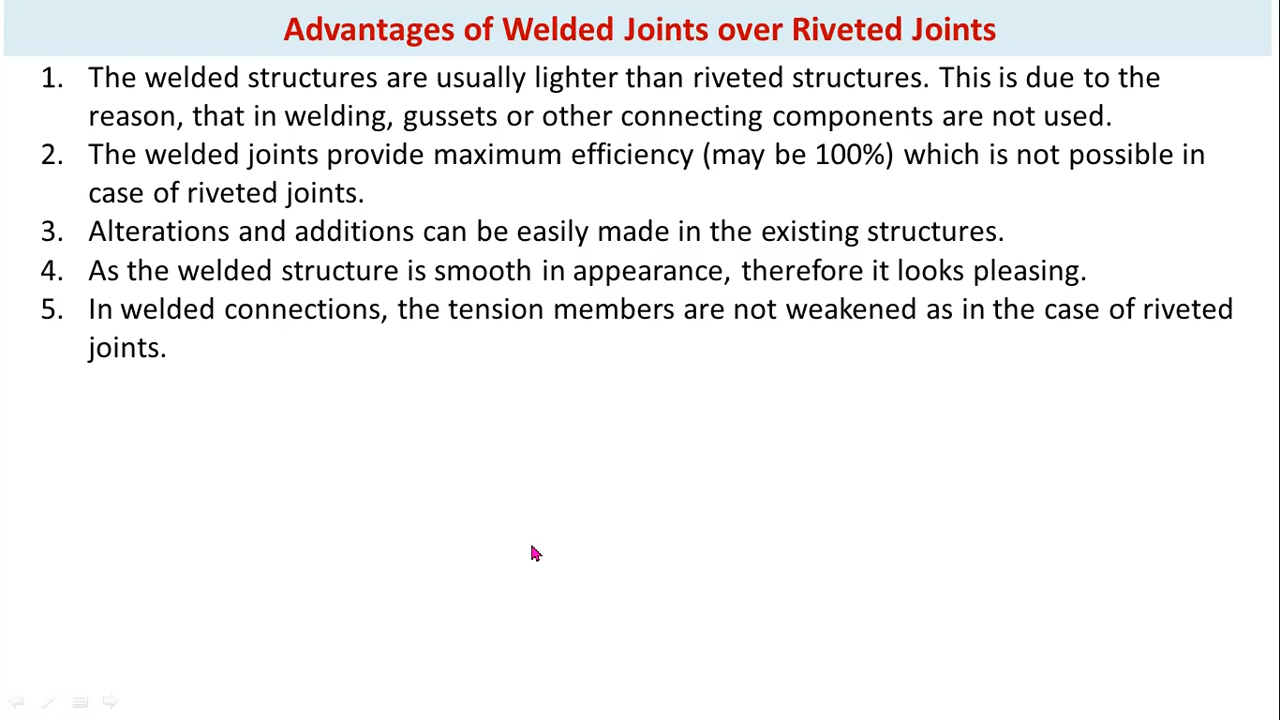 Advantages of Welded Joints over Riveted Joints
1. The welded structures are usually lighter than riveted structures. This is due to the
reason, that in welding, gussets or other connecting components are not used.
2. The welded joints provide maximum efficiency (may be 100%) which is not possible in
case of riveted joints.
3. Alterations and additions can be easily made in the existing structures.
4. As the welded structure is smooth in appearance, therefore it looks pleasing.
5. In welded connections, the tension members are not weakened as in the case of riveted
joints.